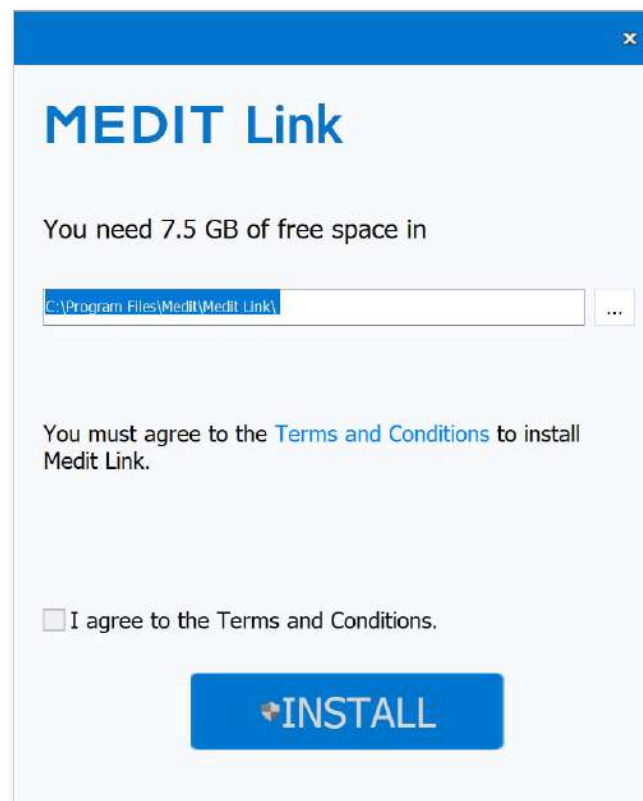 MEDIT Link
You need 7.5 GB of free space in
C:\Program Files\Medit\Medit Link\
...
You must agree to the Terms and Conditions to install
Medit Link.
I agree to the Terms and Conditions.
INSTALL